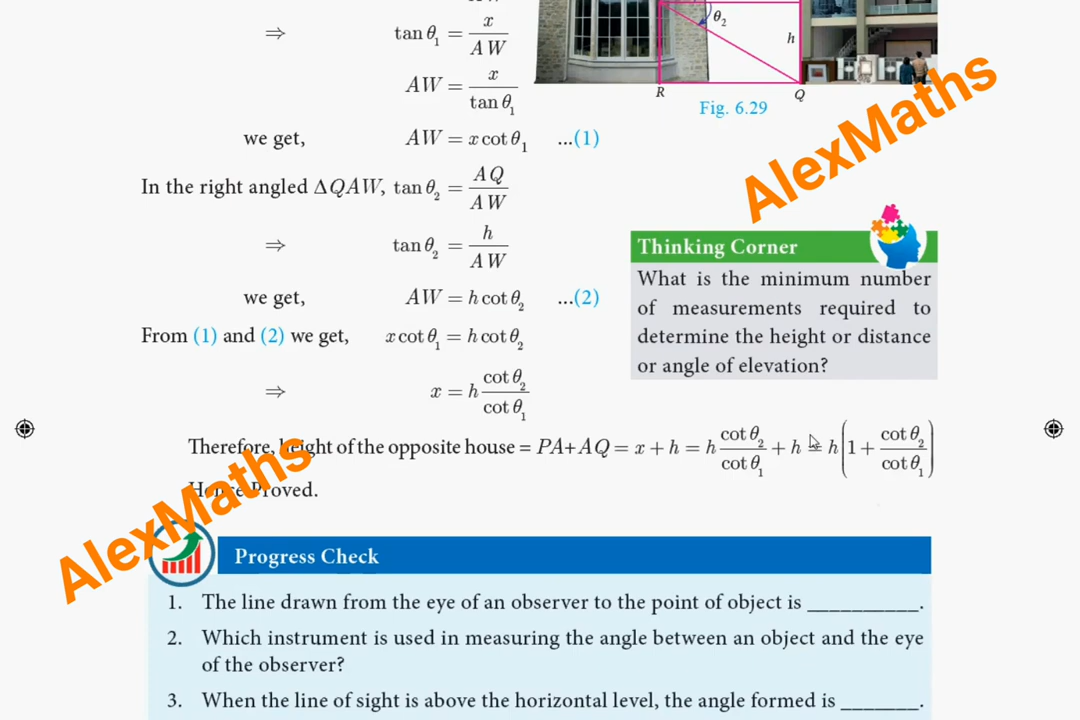 ⇒ tan θ₁ = x / AW
θ₂
h
AW = x / tan θ₁
R
Q
Fig. 6.29
we get, AW = x cot θ₁ ...(1)
AlexMaths
In the right angled ΔQAW, tan θ₂ = AQ / AW
⇒ tan θ₂ = h / AW
we get, AW = h cot θ₂ ...(2)
From (1) and (2) we get, x cot θ₁ = h cot θ₂
⇒ x = h cot θ₂ / cot θ₁
Thinking Corner
What is the minimum number
of measurements required to
determine the height or distance
or angle of elevation?
Therefore, height of the opposite house = PA+AQ = x + h = h cot θ₂ / cot θ₁ + h = h(1 + cot θ₂ / cot θ₁)
Hence Proved.
AlexMaths
Progress Check
1. The line drawn from the eye of an observer to the point of object is __________.
2. Which instrument is used in measuring the angle between an object and the eye
of the observer?
3. When the line of sight is above the horizontal level, the angle formed is _______.